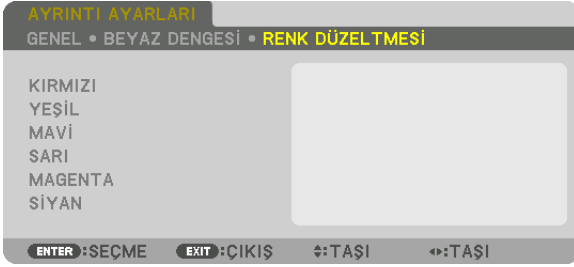 AYRINTI AYARLARI
GENEL • BEYAZ DENGESİ • RENK DÜZELTMESİ
KIRMIZI
YEŞİL
MAVİ
SARI
MAGENTA
SİYAN
ENTER :SEÇME EXIT :ÇIKIŞ :TAŞI :TAŞI